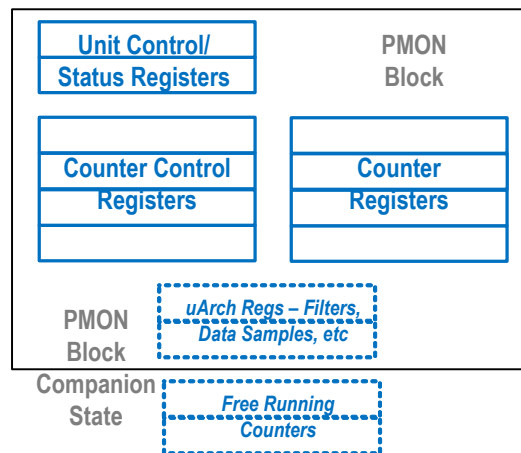 Unit Control/
Status Registers
PMON
Block
Counter Control
Registers
Counter
Registers
uArch Regs – Filters,
Data Samples, etc
PMON
Block
Companion
State
Free Running
Counters